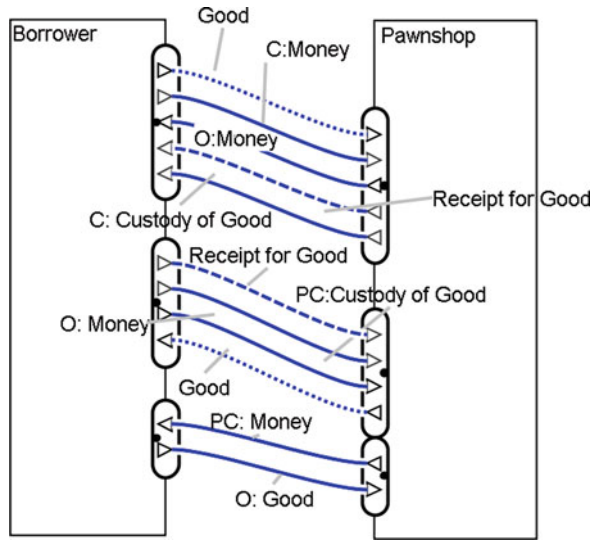 Good
Borrower
Pawnshop
C:Money
O:Money
Receipt for Good
C: Custody of Good
Receipt for Good
PC:Custody of Good
O: Money
Good
PC: Money
O: Good